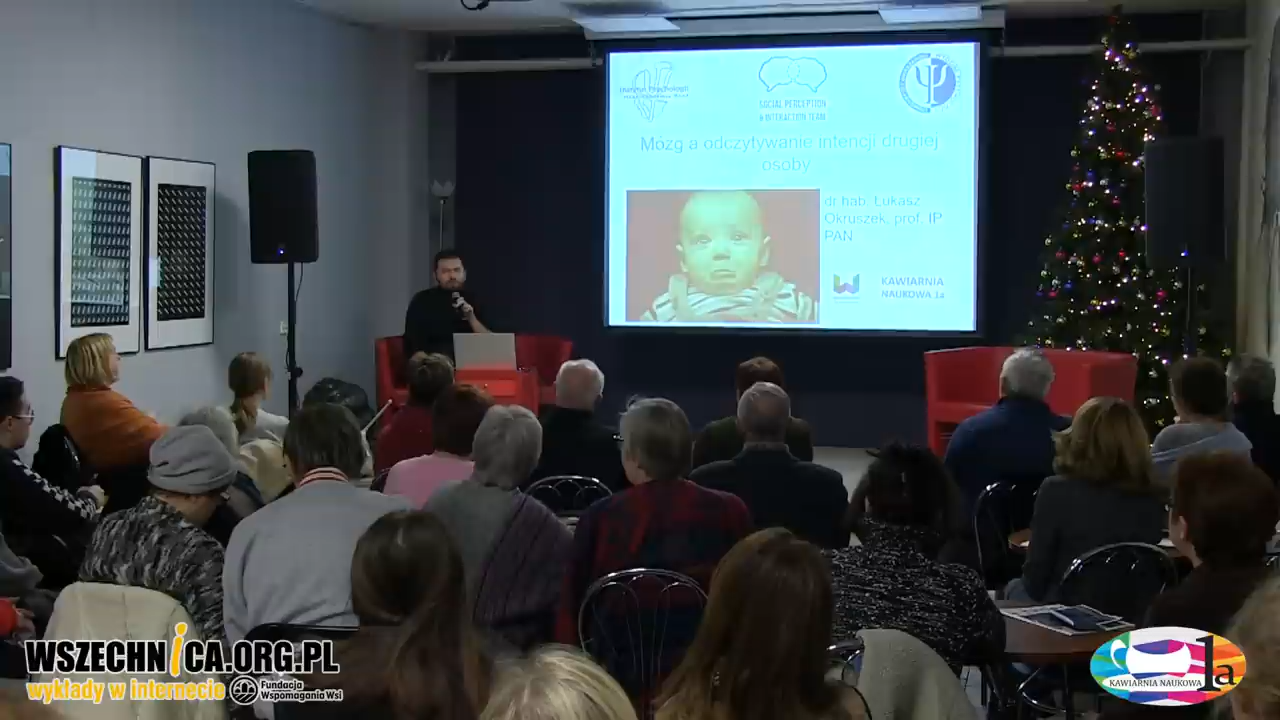 Instytut Psychologii
SOCIAL PERCEPTION
& INTERACTION TEAM
Mózg a odczytywanie intencji drugiej
osoby
dr hab. Łukasz
Okruszek, prof. IP
PAN
KAWIARNIA
NAUKOWA 1a
WSZECHNICA.ORG.PL
wykłady w internecie
Fundacja
Wspomagania Wsi
KAWIARNIA NAUKOWA
1a